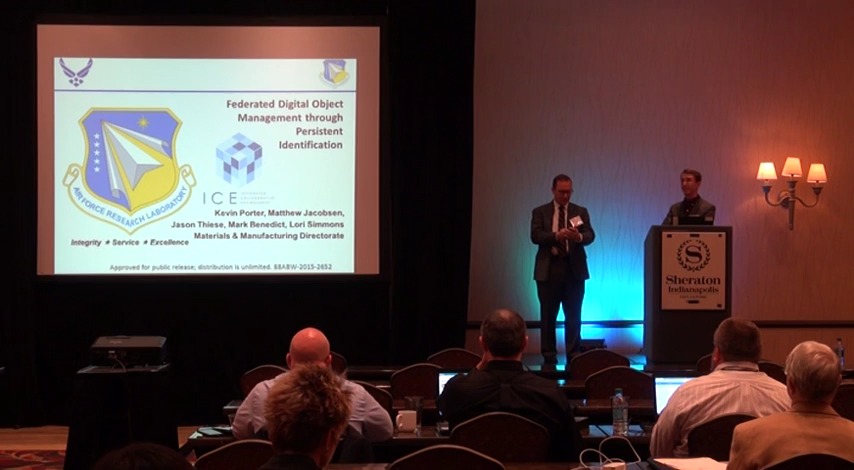 Federated Digital Object
Management through
Persistent
Identification
AIR FORCE RESEARCH LABORATORY
ICE
Kevin Porter, Matthew Jacobsen,
Jason Thiese, Mark Benedict, Lori Simmons
Materials & Manufacturing Directorate
Integrity ★ Service ★ Excellence
Approved for public release; distribution is unlimited. 88ABW-2015-2652
S
Sheraton
Indianapolis